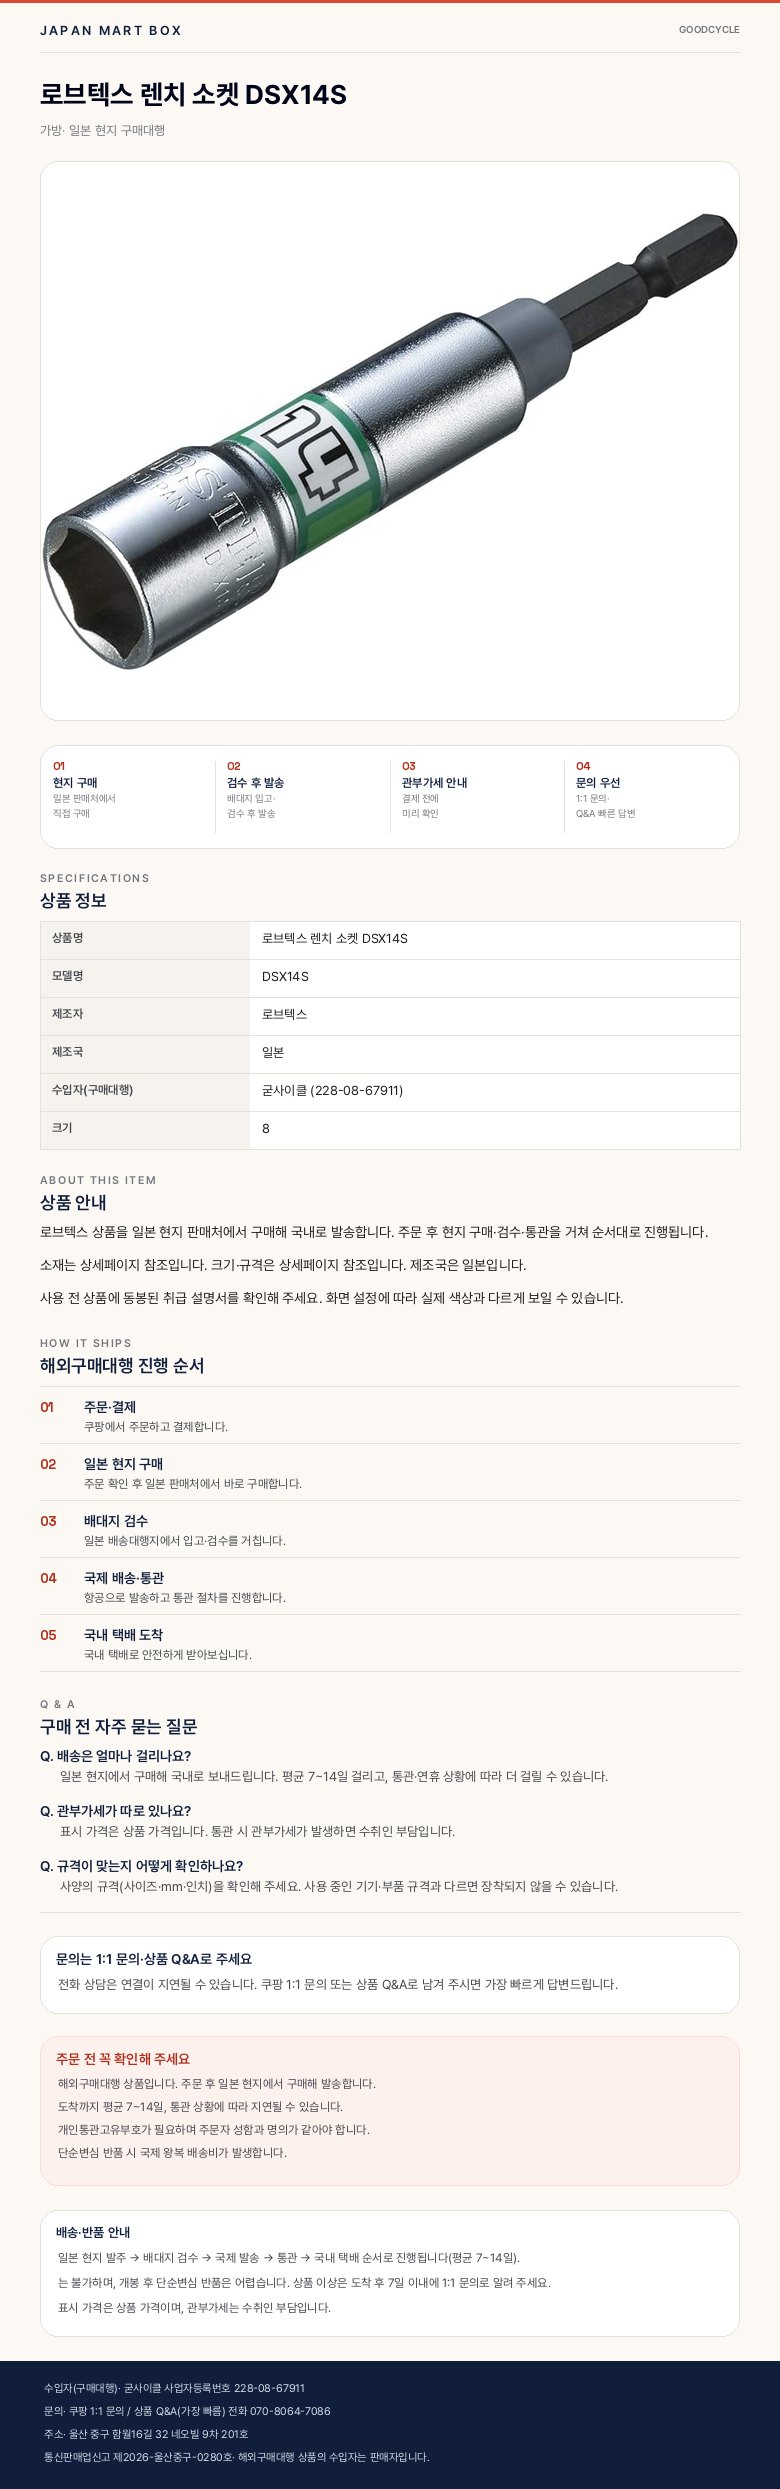 JAPAN MART BOX
GOODCYCLE
로브텍스 렌치 소켓 DSX14S
가방· 일본 현지 구매대행
14
JAPAN
01
현지 구매
일본 판매처에서
직접 구매
02
검수 후 발송
배대지 입고·
검수 후 발송
03
관부가세 안내
결제 전에
미리 확인
04
문의 우선
1:1 문의·
Q&A 빠른 답변
SPECIFICATIONS
상품 정보
상품명 로브텍스 렌치 소켓 DSX14S
모델명 DSX14S
제조자 로브텍스
제조국 일본
수입자(구매대행) 굳사이클 (228-08-67911)
크기 8
ABOUT THIS ITEM
상품 안내
로브텍스 상품을 일본 현지 판매처에서 구매해 국내로 발송합니다. 주문 후 현지 구매·검수·통관을 거쳐 순서대로 진행됩니다.
소재는 상세페이지 참조입니다. 크기·규격은 상세페이지 참조입니다. 제조국은 일본입니다.
사용 전 상품에 동봉된 취급 설명서를 확인해 주세요. 화면 설정에 따라 실제 색상과 다르게 보일 수 있습니다.
HOW IT SHIPS
해외구매대행 진행 순서
01 주문·결제
쿠팡에서 주문하고 결제합니다.
02 일본 현지 구매
주문 확인 후 일본 판매처에서 바로 구매합니다.
03 배대지 검수
일본 배송대행지에서 입고·검수를 거칩니다.
04 국제 배송·통관
항공으로 발송하고 통관 절차를 진행합니다.
05 국내 택배 도착
국내 택배로 안전하게 받아보십니다.
Q & A
구매 전 자주 묻는 질문
Q. 배송은 얼마나 걸리나요?
일본 현지에서 구매해 국내로 보내드립니다. 평균 7~14일 걸리고, 통관·연휴 상황에 따라 더 걸릴 수 있습니다.
Q. 관부가세가 따로 있나요?
표시 가격은 상품 가격입니다. 통관 시 관부가세가 발생하면 수취인 부담입니다.
Q. 규격이 맞는지 어떻게 확인하나요?
사양의 규격(사이즈·mm·인치)을 확인해 주세요. 사용 중인 기기·부품 규격과 다르면 장착되지 않을 수 있습니다.
문의는 1:1 문의·상품 Q&A로 주세요
전화 상담은 연결이 지연될 수 있습니다. 쿠팡 1:1 문의 또는 상품 Q&A로 남겨 주시면 가장 빠르게 답변드립니다.
주문 전 꼭 확인해 주세요
해외구매대행 상품입니다. 주문 후 일본 현지에서 구매해 발송합니다.
도착까지 평균 7~14일, 통관 상황에 따라 지연될 수 있습니다.
개인통관고유부호가 필요하며 주문자 성함과 명의가 같아야 합니다.
단순변심 반품 시 국제 왕복 배송비가 발생합니다.
배송·반품 안내
일본 현지 발주 → 배대지 검수 → 국제 발송 → 통관 → 국내 택배 순서로 진행됩니다(평균 7~14일).
는 불가하며, 개봉 후 단순변심 반품은 어렵습니다. 상품 이상은 도착 후 7일 이내에 1:1 문의로 알려 주세요.
표시 가격은 상품 가격이며, 관부가세는 수취인 부담입니다.
수입자(구매대행)· 굳사이클 사업자등록번호 228-08-67911
문의· 쿠팡 1:1 문의 / 상품 Q&A(가장 빠름) 전화 070-8064-7086
주소· 울산 중구 함월16길 32 네오빌 9차 201호
통신판매업신고 제2026-울산중구-0280호· 해외구매대행 상품의 수입자는 판매자입니다.